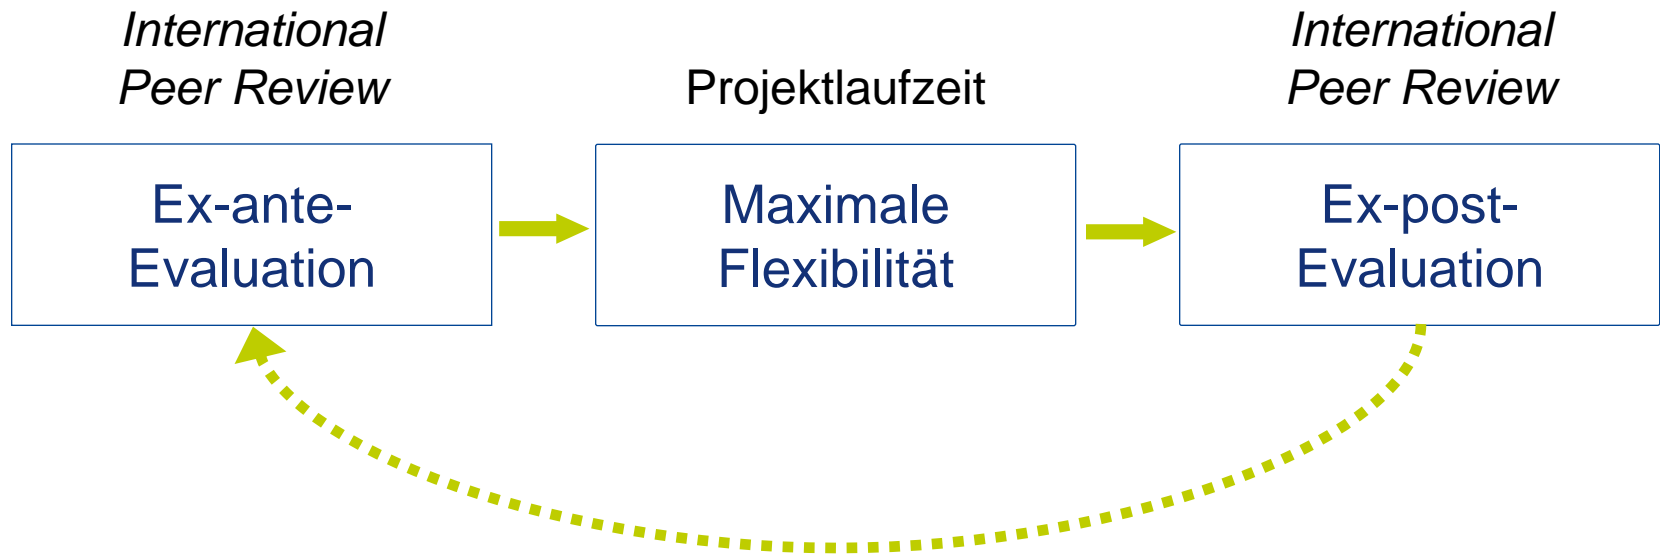 International
Peer Review
Projektlaufzeit
International
Peer Review
Ex-ante-
Evaluation
Maximale
Flexibilität
Ex-post-
Evaluation